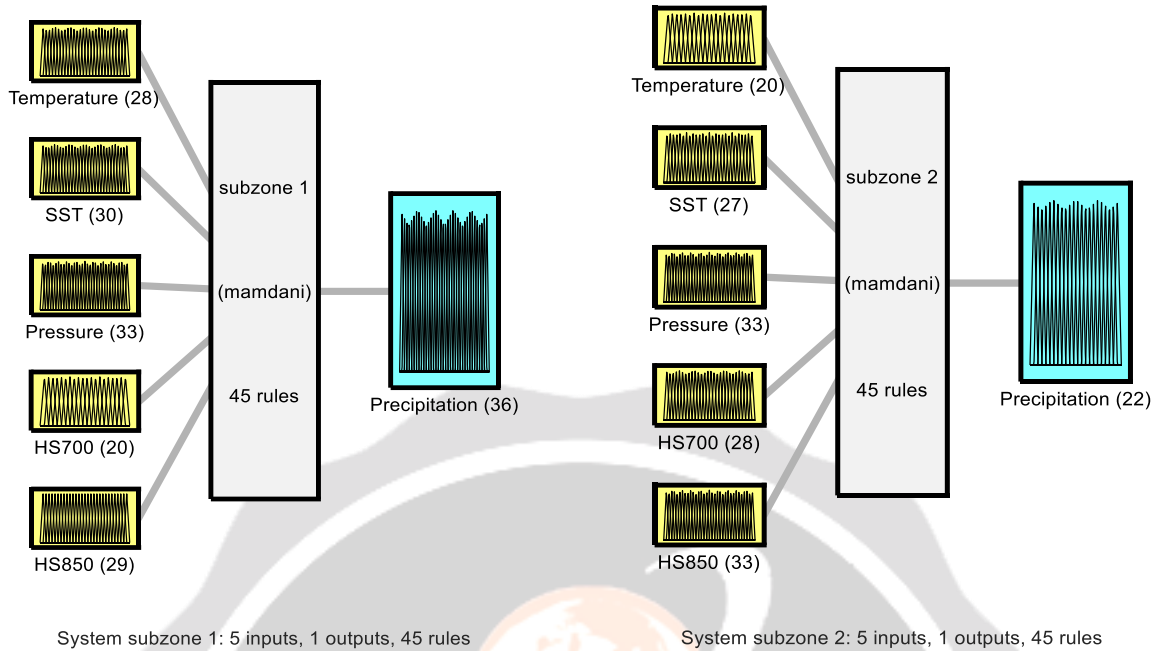 Temperature (28)
SST (30)
Pressure (33)
HS700 (20)
HS850 (29)
subzone 1
(mamdani)
45 rules
Precipitation (36)
System subzone 1: 5 inputs, 1 outputs, 45 rules
Temperature (20)
SST (27)
Pressure (33)
HS700 (28)
HS850 (33)
subzone 2
(mamdani)
45 rules
Precipitation (22)
System subzone 2: 5 inputs, 1 outputs, 45 rules